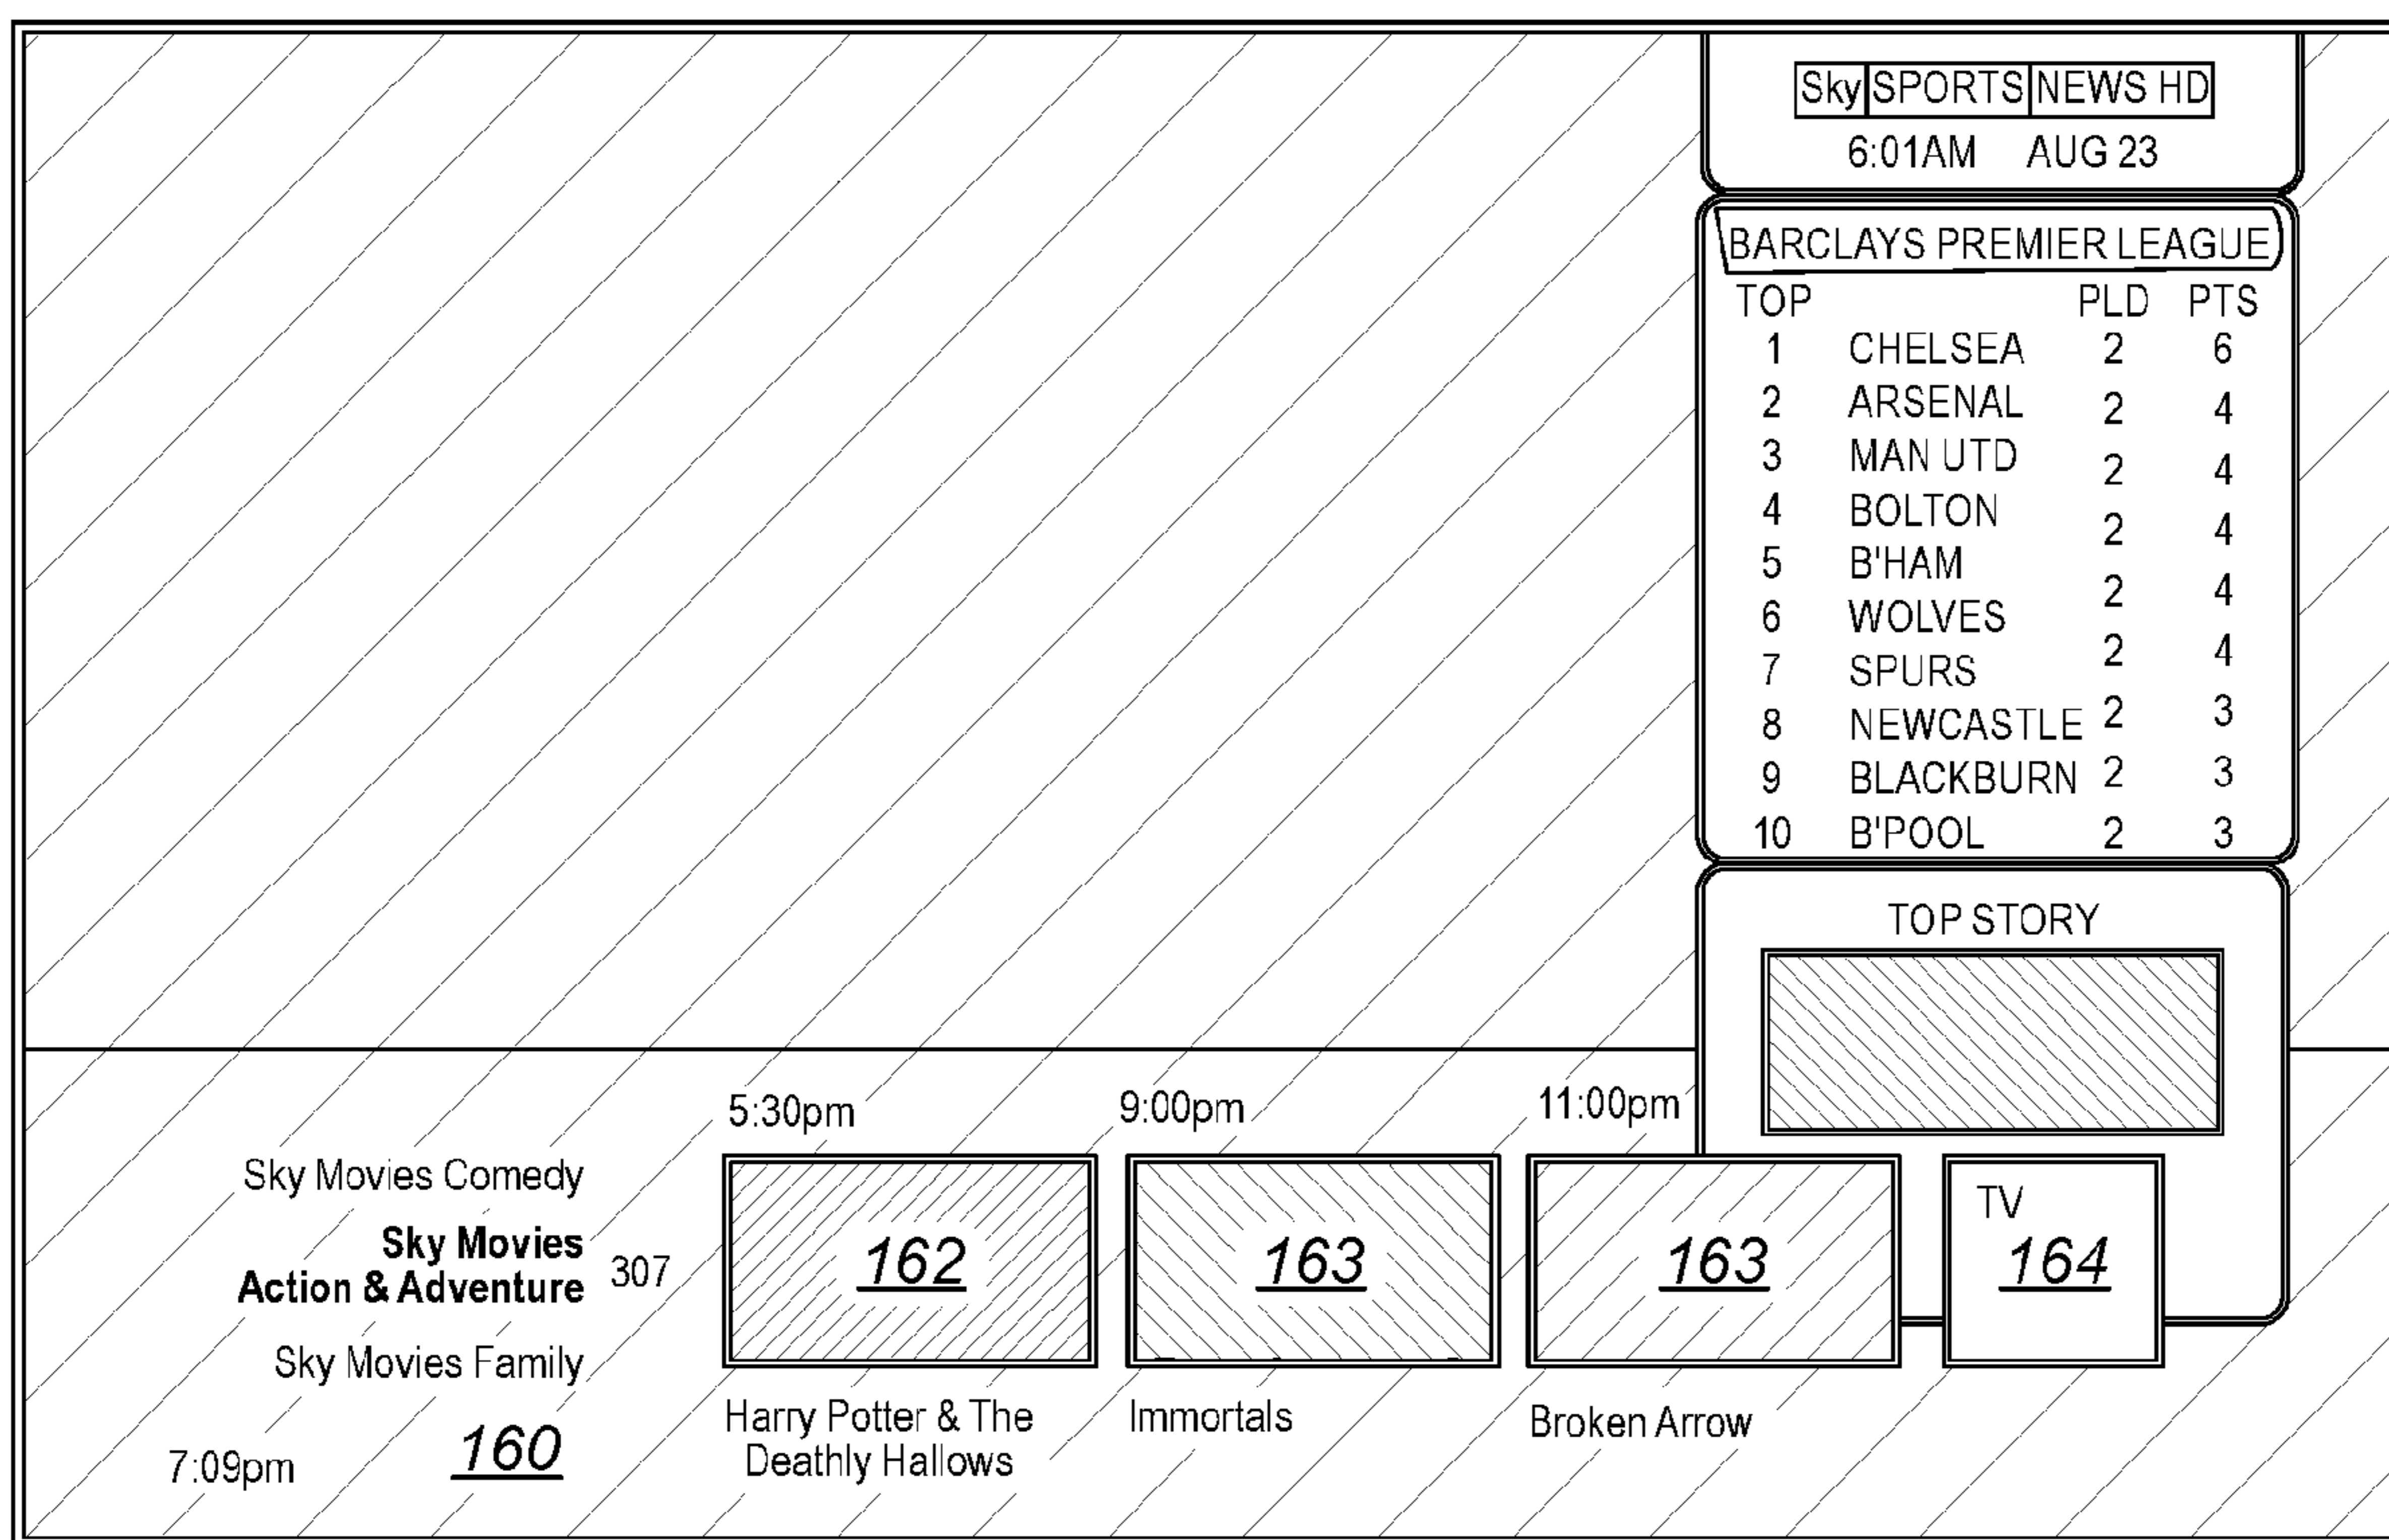 Sky SPORTS NEWS HD
6:01AM AUG 23
BARCLAYS PREMIER LEAGUE
TOP PLD PTS
1 CHELSEA 2 6
2 ARSENAL 2 4
3 MAN UTD 2 4
4 BOLTON 2 4
5 B'HAM 2 4
6 WOLVES 2 4
7 SPURS 2 3
8 NEWCASTLE 2 3
9 BLACKBURN 2 3
10 B'POOL
TOP STORY
5:30pm 9:00pm 11:00pm
Sky Movies Comedy
Sky Movies
Action & Adventure
307
Sky Movies Family
7:09pm
160
162
163
163
TV
164
Harry Potter & The
Deathly Hallows
Immortals
Broken Arrow